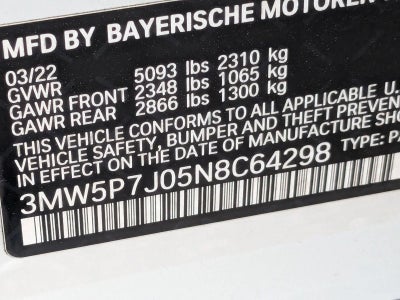 MFD BY BAYERISCHE MOTOREN
03/22
GVWR 5093 lbs 2310 kg
GAWR FRONT 2348 lbs 1065 kg
GAWR REAR 2866 lbs 1300 kg
THIS VEHICLE CONFORMS TO ALL APPLICABLE U.
VEHICLE SAFETY, BUMPER AND THEFT PREVEN
IN EFFECT ON THE DATE OF MANUFACTURE SHO
3MW5P7J05N8C64298 TYPE: PA